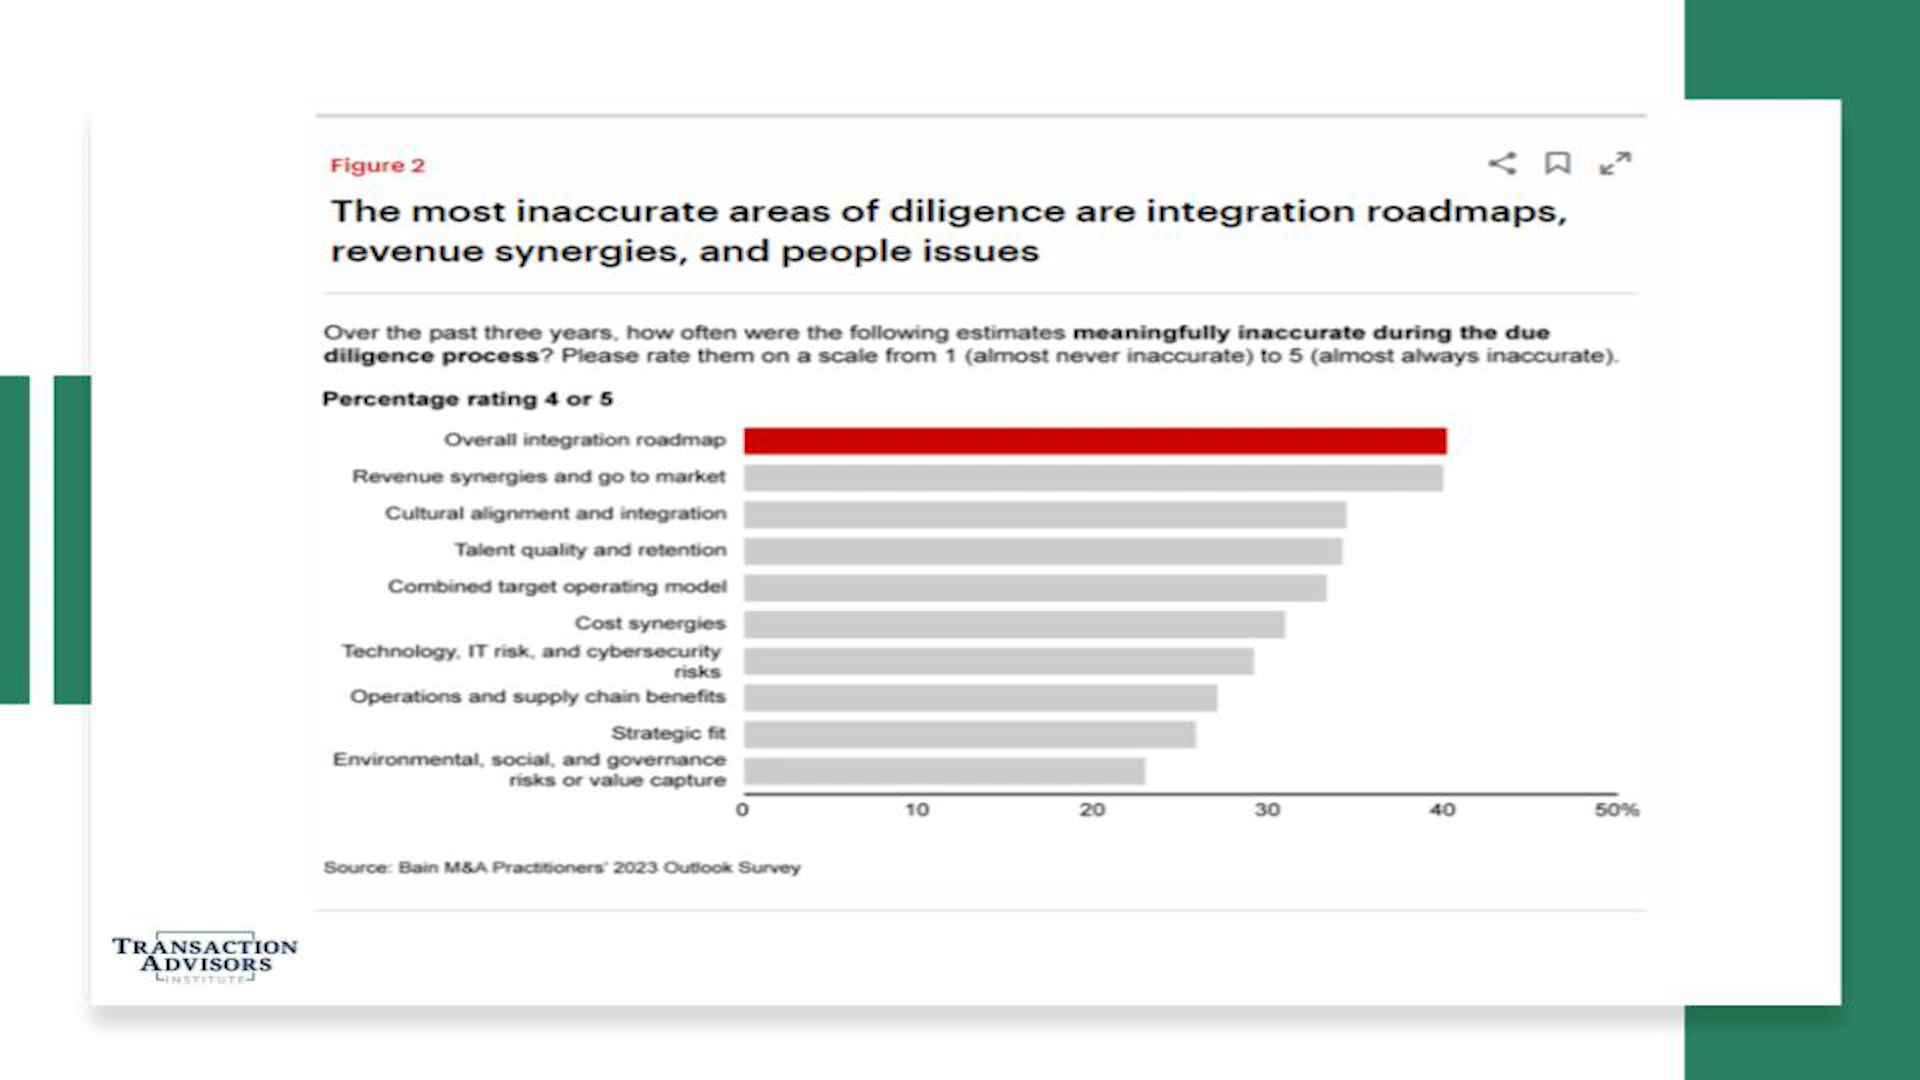 Figure 2
The most inaccurate areas of diligence are integration roadmaps,
revenue synergies, and people issues
Over the past three years, how often were the following estimates meaningfully inaccurate during the due
diligence process? Please rate them on a scale from 1 (almost never inaccurate) to 5 (almost always inaccurate).
Percentage rating 4 or 5
Overall integration roadmap
Revenue synergies and go to market
Cultural alignment and integration
Talent quality and retention
Combined target operating model
Cost synergies
Technology, IT risk, and cybersecurity
risks
Operations and supply chain benefits
Strategic fit
Environmental, social, and governance
risks or value capture
0 10 20 30 40 50%
Source: Bain M&A Practitioners' 2023 Outlook Survey
TRANSACTION
ADVISORS
INSTITUTE